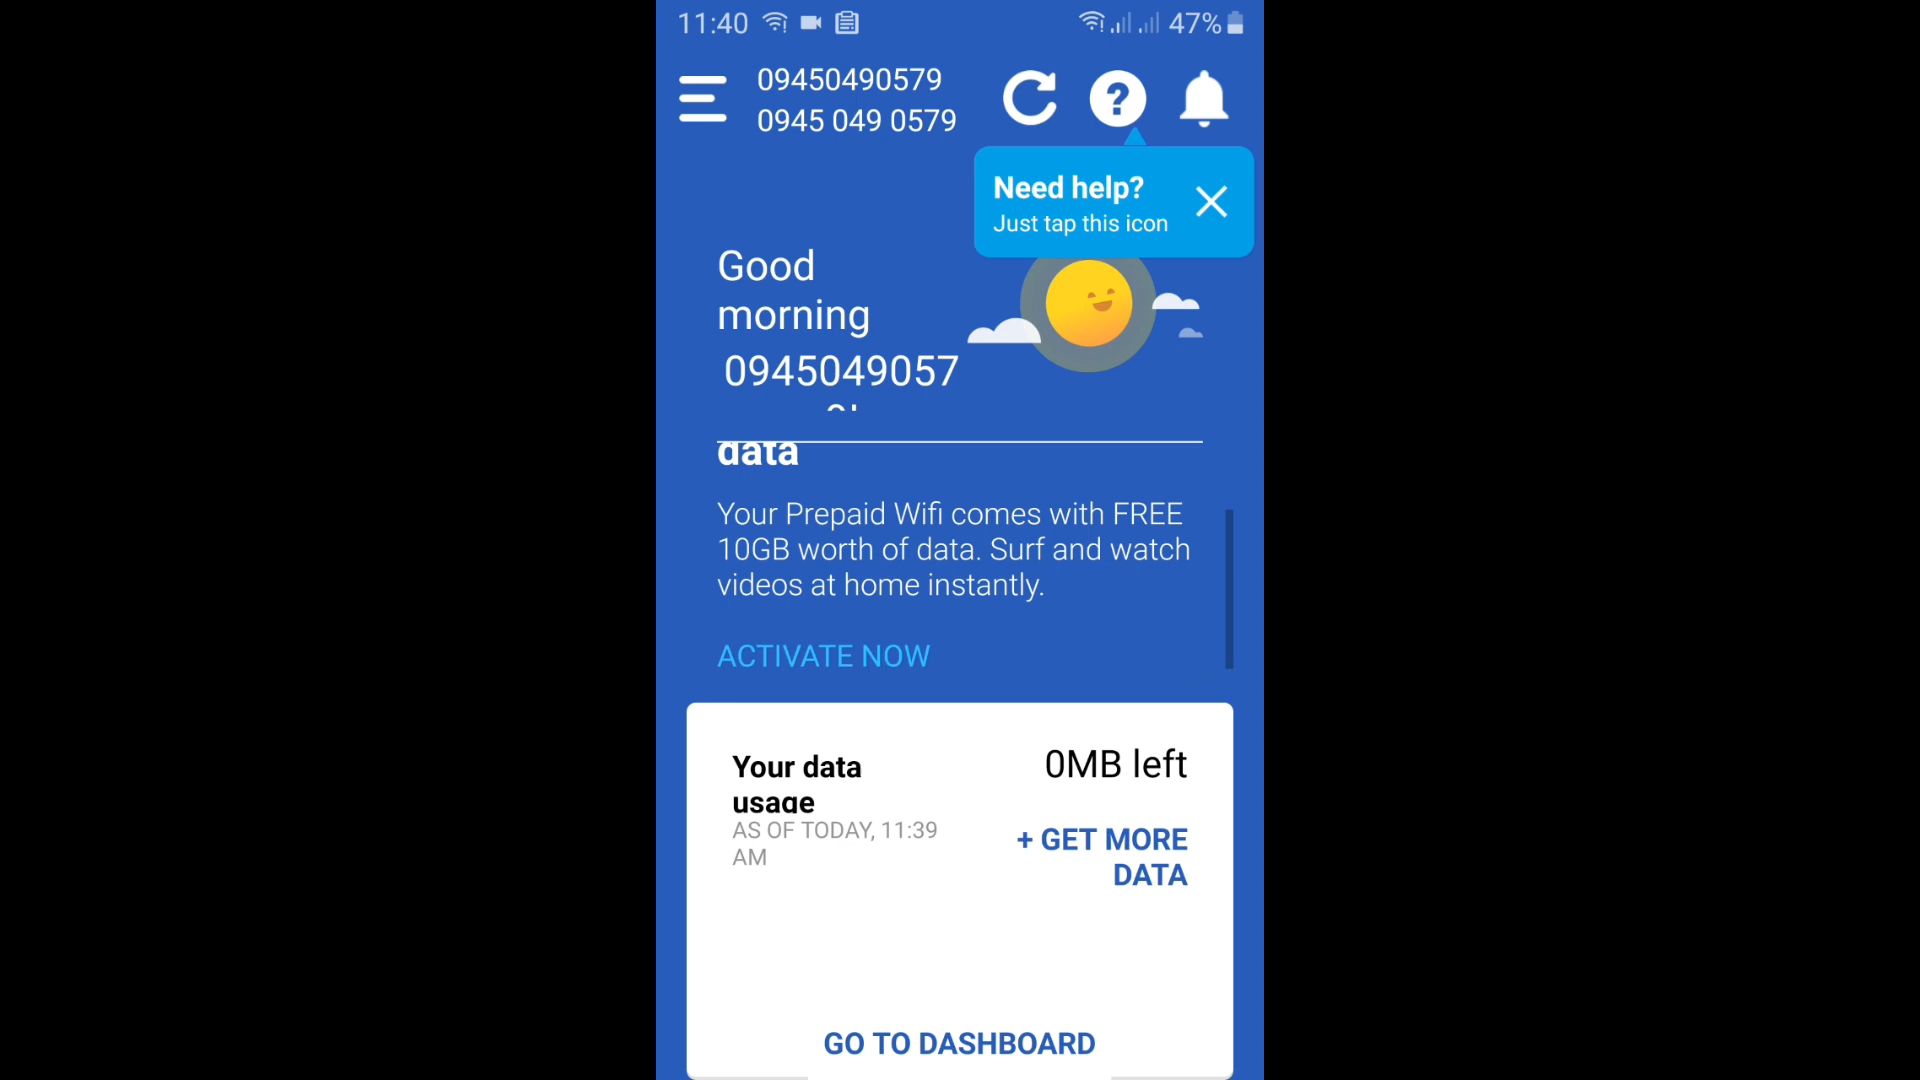 11:40
47%
09450490579
0945 049 0579
?
Need help?
Just tap this icon
Good
morning
0945049057
data
Your Prepaid Wifi comes with FREE
10GB worth of data. Surf and watch
videos at home instantly.
ACTIVATE NOW
Your data
usage
0MB left
AS OF TODAY, 11:39
AM
+ GET MORE
DATA
GO TO DASHBOARD